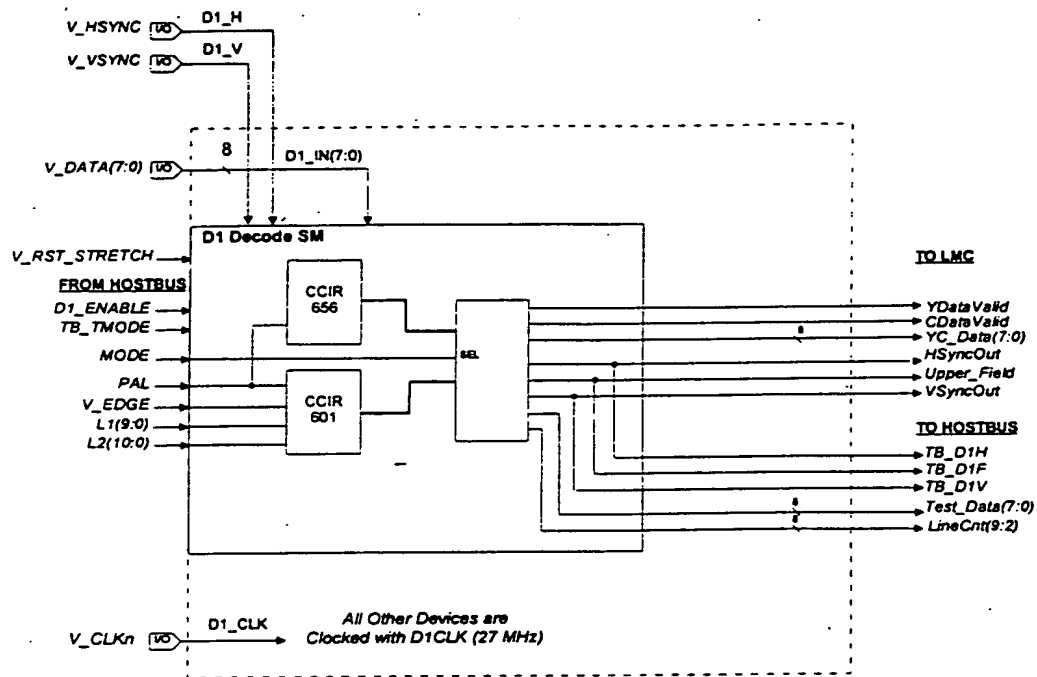 V_HSYNC I/O D1_H
V_VSYNC I/O D1_V
V_DATA(7:0) I/O 8 D1_IN(7:0)
D1 Decode SM
V_RST_STRETCH
FROM HOSTBUS
D1_ENABLE
TB_TMODE
MODE
PAL
V_EDGE
L1(9:0)
L2(10:0)
CCIR
656
CCIR
601
SEL
TO LMC
YDataValid
CDataValid
8 YC_Data(7:0)
HSyncOut
Upper_Field
VSyncOut
TO HOSTBUS
TB_D1H
TB_D1F
TB_D1V
8 Test_Data(7:0)
8 LineCnt(9:2)
V_CLKn I/O D1_CLK
All Other Devices are
Clocked with D1CLK (27 MHz)